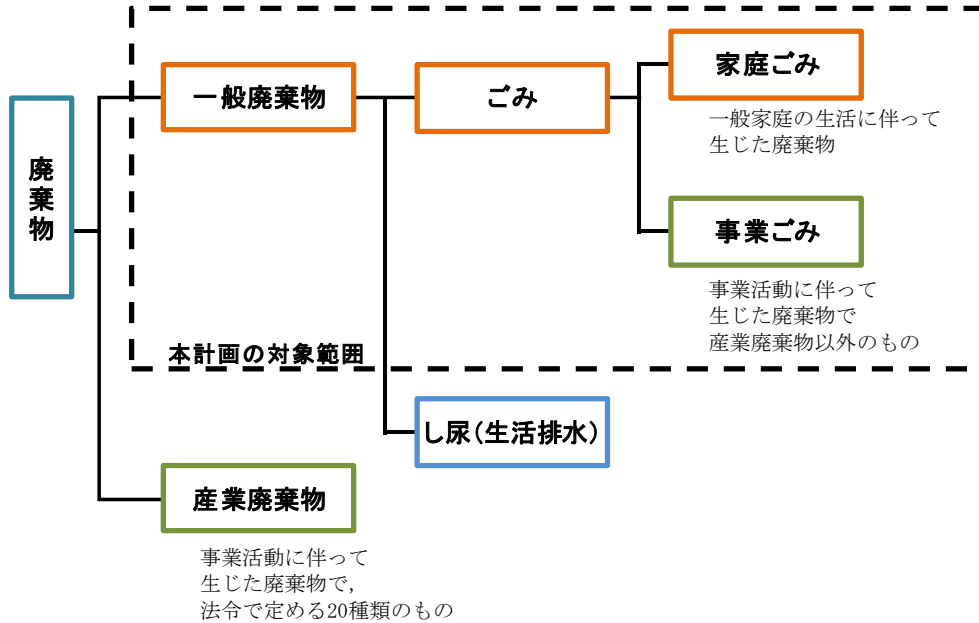 廃棄物
一般廃棄物
ごみ
家庭ごみ
一般家庭の生活に伴って
生じた廃棄物
事業ごみ
事業活動に伴って
生じた廃棄物で
産業廃棄物以外のもの
本計画の対象範囲
し尿(生活排水)
産業廃棄物
事業活動に伴って
生じた廃棄物で,
法令で定める20種類のもの